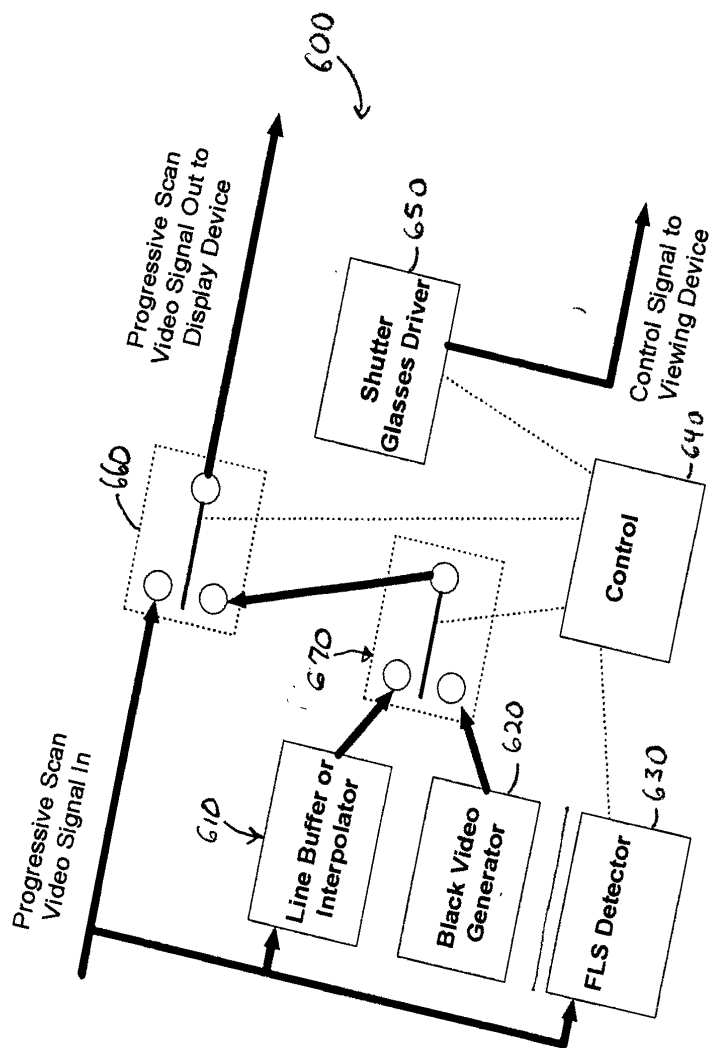 Progressive Scan
Video Signal In
Progressive Scan
Video Signal Out to
Display Device
600
660
610
Line Buffer or
Interpolator
670
Black Video
Generator
620
FLS Detector
630
Control
640
Shutter
Glasses Driver
650
Control Signal to
Viewing Device